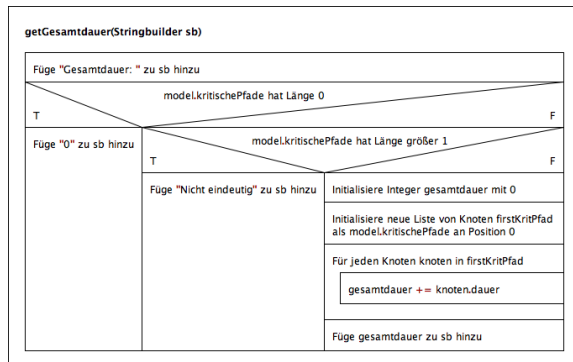 getGesamtdauer(Stringbuilder sb)
Füge "Gesamtdauer: " zu sb hinzu
model.kritischePfade hat Länge 0
T
F
Füge "0" zu sb hinzu
model.kritischePfade hat Länge größer 1
T
F
Füge "Nicht eindeutig" zu sb hinzu
Initialisiere Integer gesamtdauer mit 0
Initialisiere neue Liste von Knoten firstKritPfad
als model.kritischePfade an Position 0
Für jeden Knoten knoten in firstKritPfad
gesamtdauer += knoten.dauer
Füge gesamtdauer zu sb hinzu